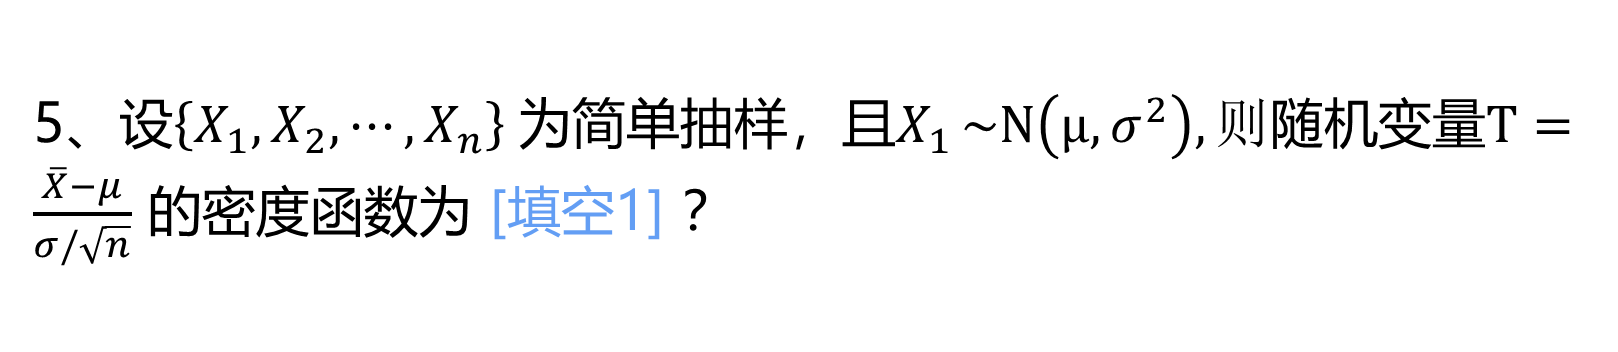 5、设{X₁, X₂, ⋯, Xₙ} 为简单抽样，且X₁ ~N(μ, σ²), 则随机变量T =
(X̄−μ)/(σ/√n) 的密度函数为 [填空1] ？